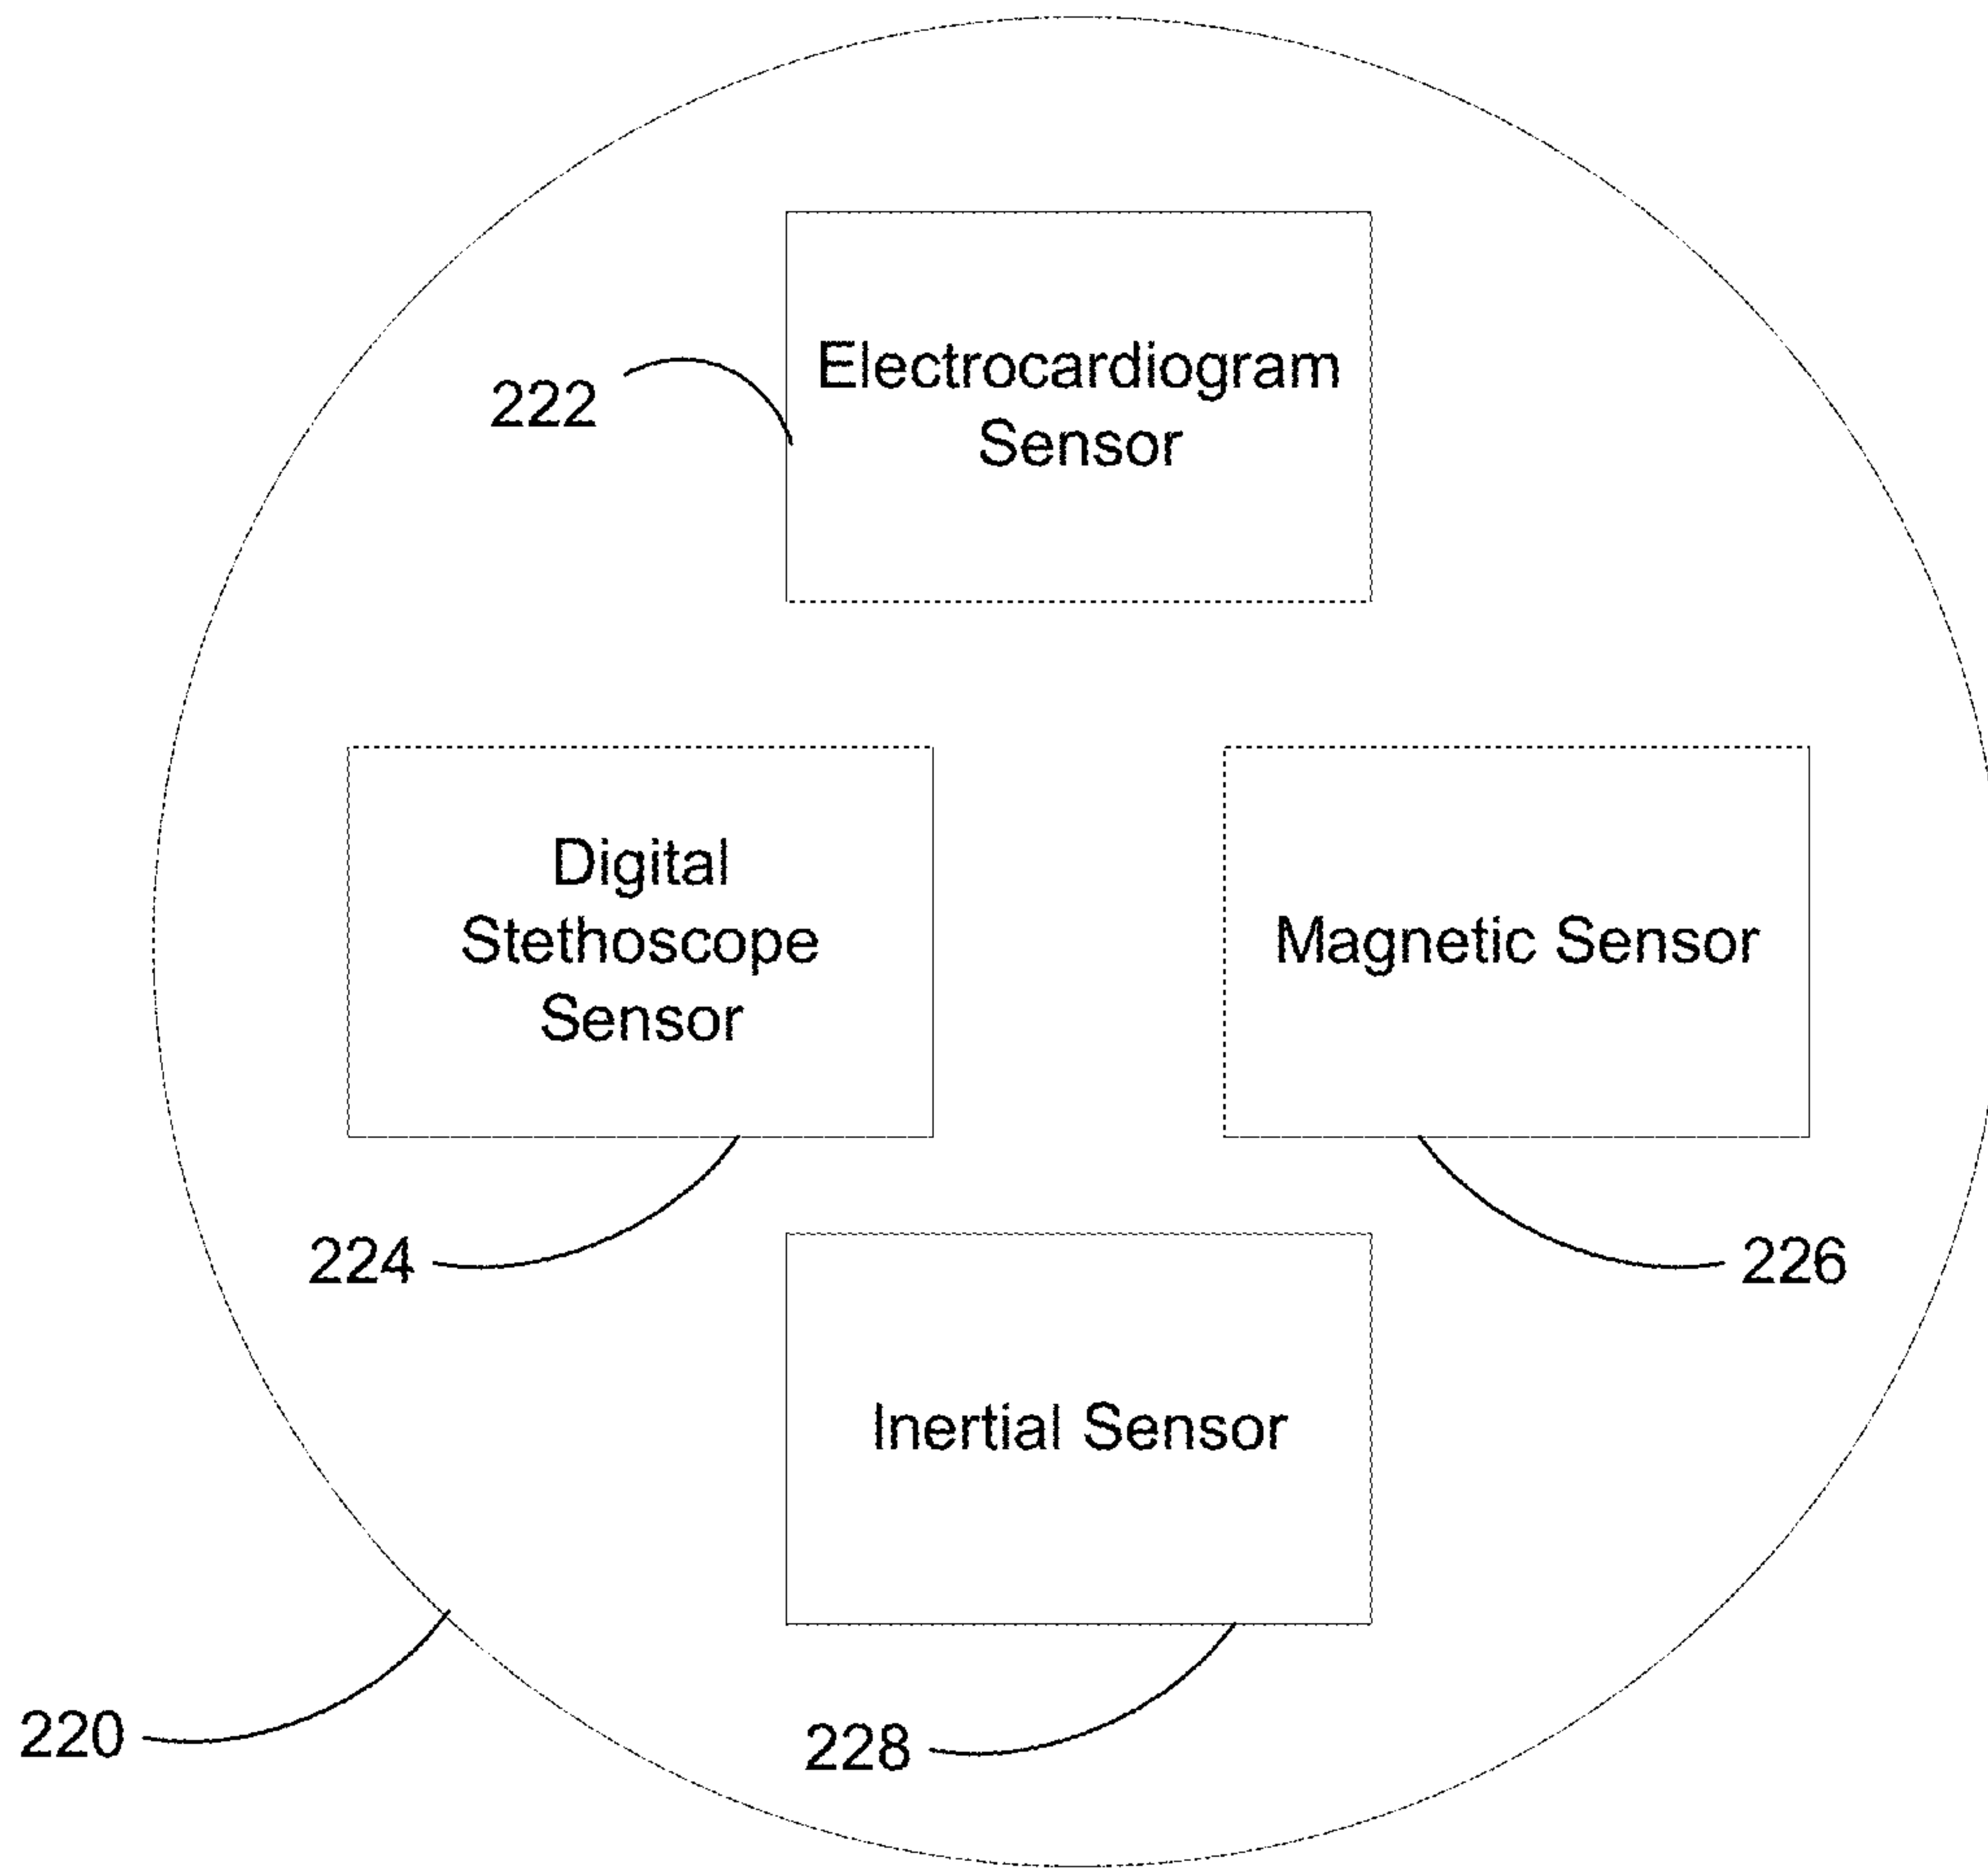 Electrocardiogram
Sensor
222
Digital
Stethoscope
Sensor
Magnetic Sensor
224
226
Inertial Sensor
220
228